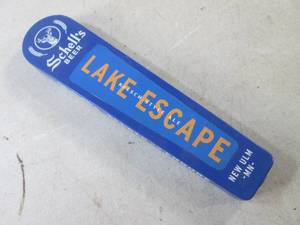 Schell's
BEER
LAKE ESCAPE
NEW ULM
-MN-